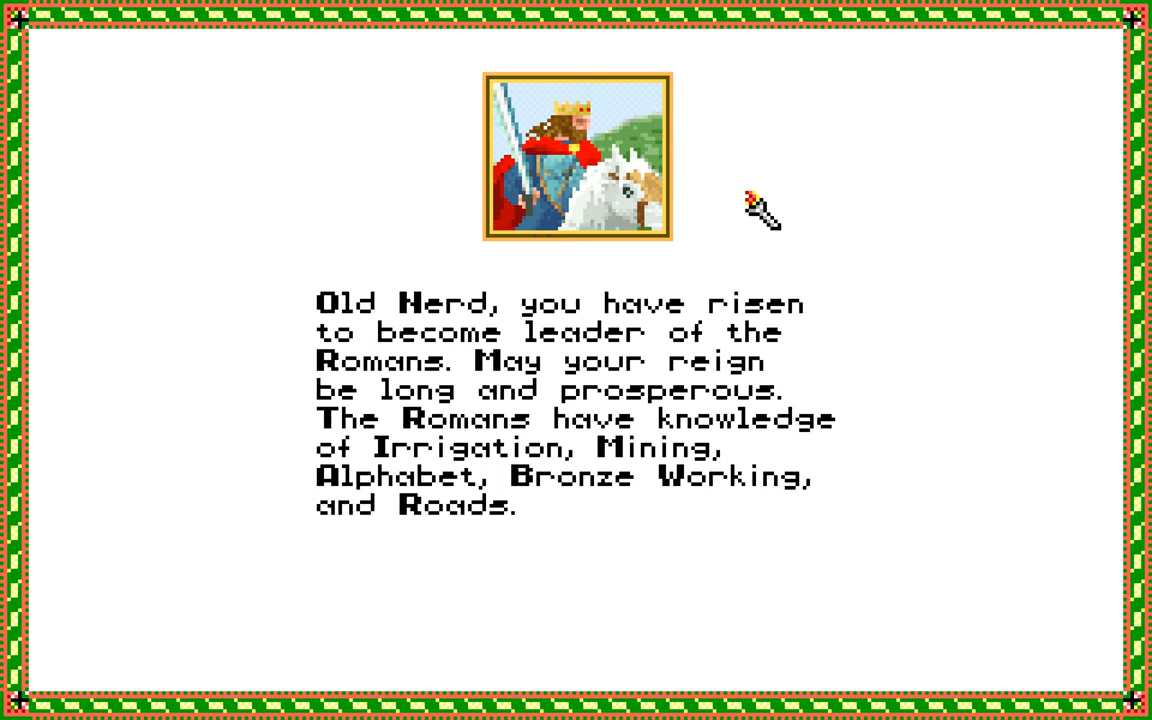 Old Nerd, you have risen
to become leader of the
Romans. May your reign
be long and prosperous.
The Romans have knowledge
of Irrigation, Mining,
Alphabet, Bronze Working,
and Roads.